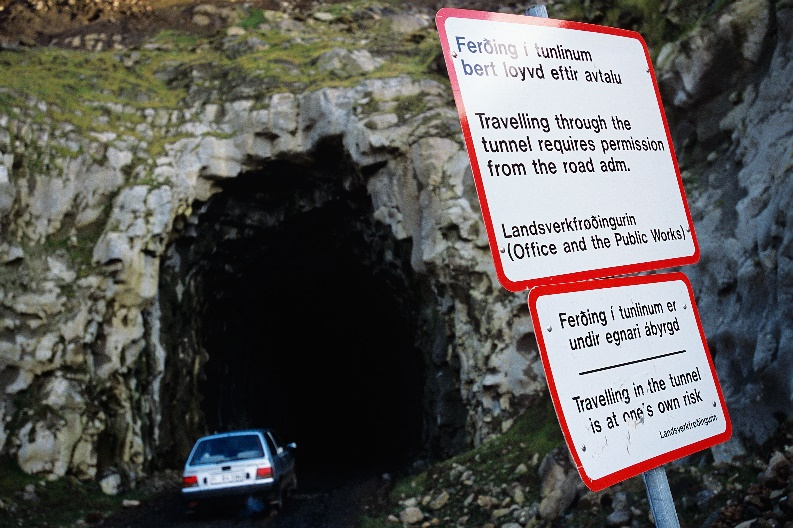 Ferðing í tunlinum
bert loyvd eftir avtalu
Travelling through the
tunnel requires permission
from the road adm.
Landsverkfrøðingurin
(Office and the Public Works)
Ferðing í tunlinum er
undir egnari ábyrgd
Travelling in the tunnel
is at one's own risk
Landsverkfrøðingurin